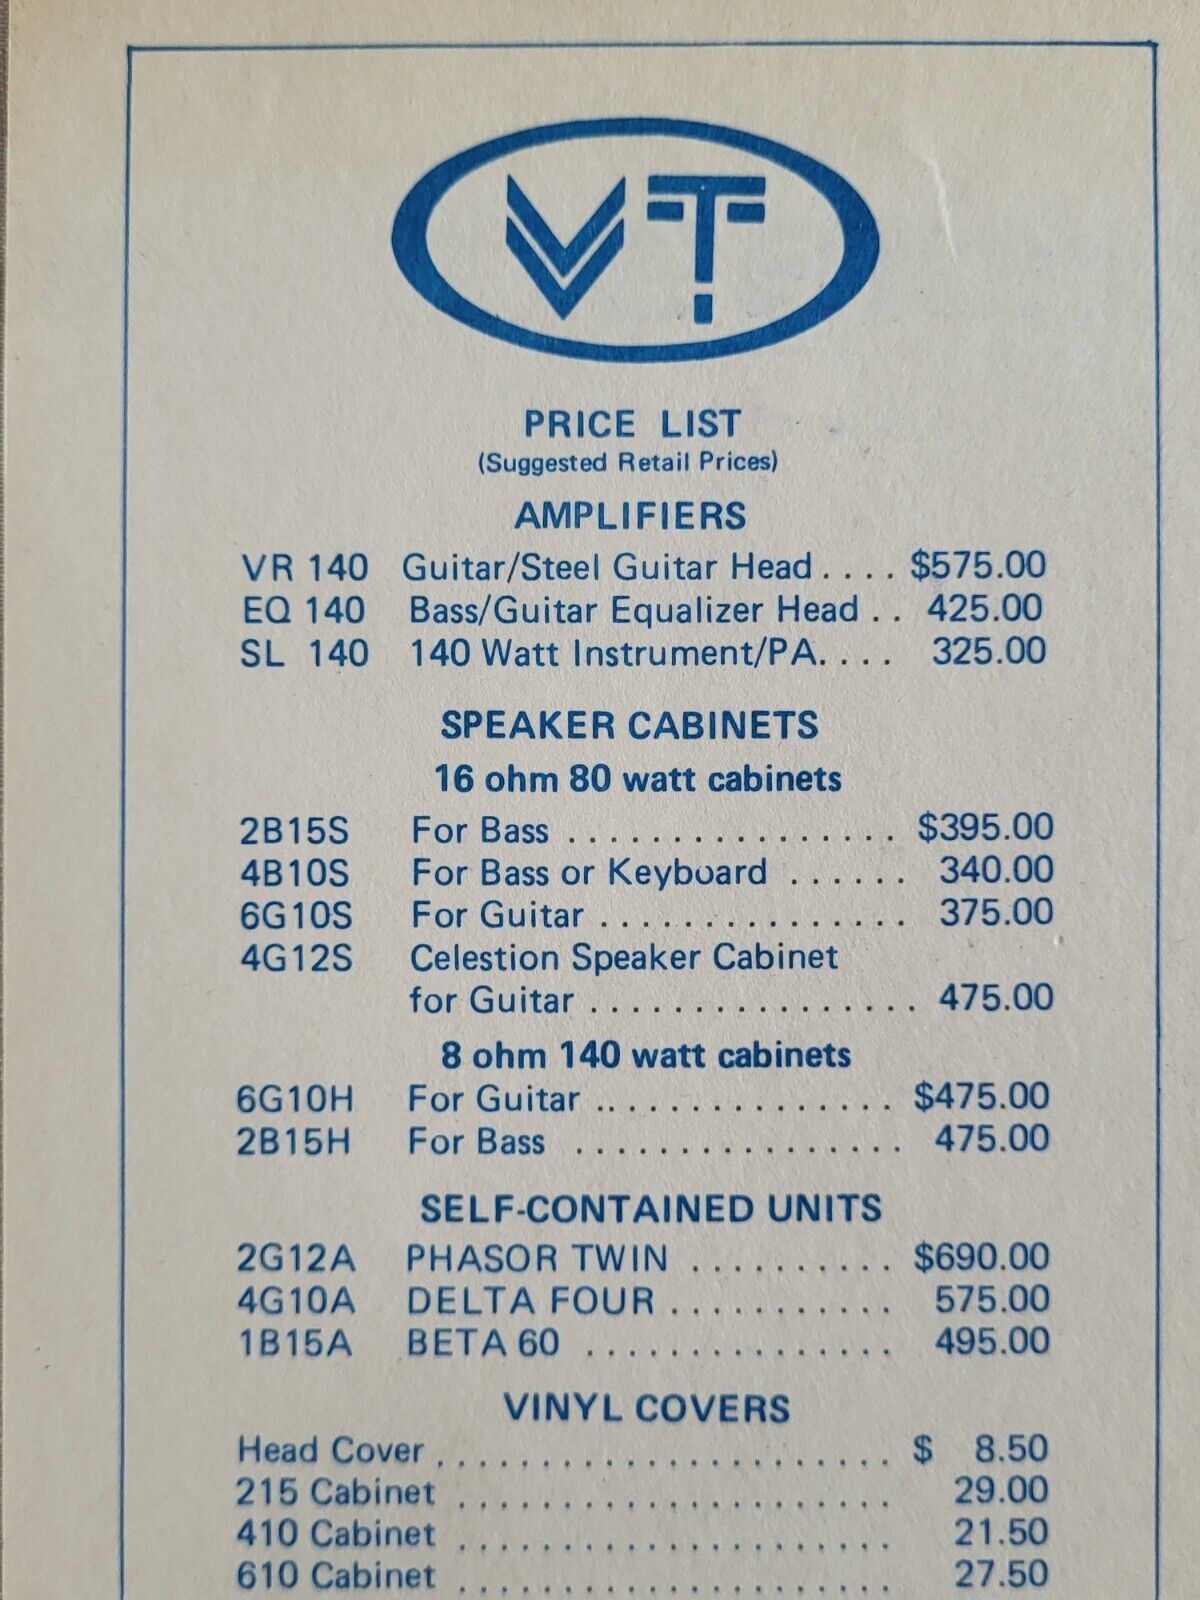 VT
PRICE LIST
(Suggested Retail Prices)
AMPLIFIERS
VR 140 Guitar/Steel Guitar Head . . . . $575.00
EQ 140 Bass/Guitar Equalizer Head . . 425.00
SL 140 140 Watt Instrument/PA. . . . 325.00
SPEAKER CABINETS
16 ohm 80 watt cabinets
2B15S For Bass . . . . . . . . . . . . . . . . . $395.00
4B10S For Bass or Keyboard . . . . . . 340.00
6G10S For Guitar . . . . . . . . . . . . . . . 375.00
4G12S Celestion Speaker Cabinet
for Guitar . . . . . . . . . . . . . . . . 475.00
8 ohm 140 watt cabinets
6G10H For Guitar . . . . . . . . . . . . . . . $475.00
2B15H For Bass . . . . . . . . . . . . . . . . 475.00
SELF-CONTAINED UNITS
2G12A PHASOR TWIN . . . . . . . . . . $690.00
4G10A DELTA FOUR . . . . . . . . . . . 575.00
1B15A BETA 60 . . . . . . . . . . . . . . . 495.00
VINYL COVERS
Head Cover . . . . . . . . . . . . . . . . . . . . . . $ 8.50
215 Cabinet . . . . . . . . . . . . . . . . . . . . . 29.00
410 Cabinet . . . . . . . . . . . . . . . . . . . . . 21.50
610 Cabinet . . . . . . . . . . . . . . . . . . . . . 27.50